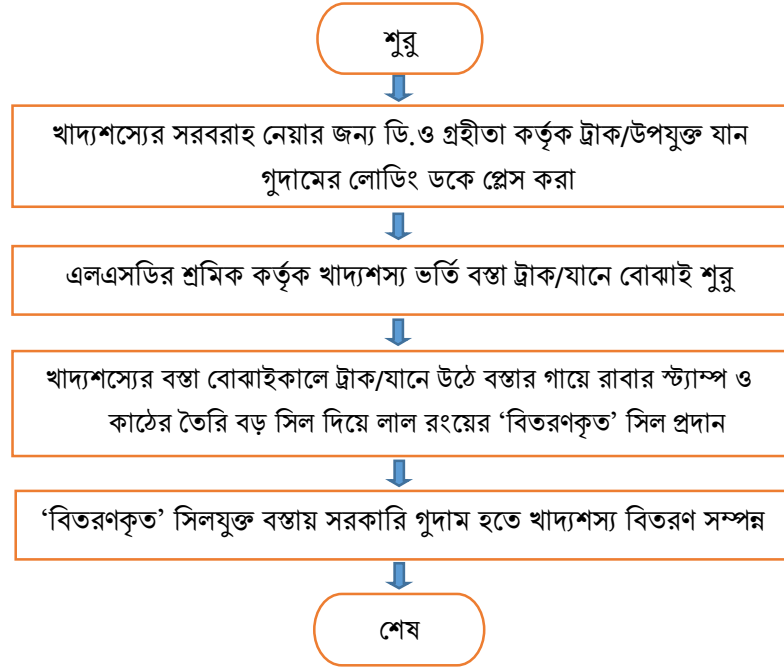 শুরু
খাদ্যশস্যের সরবরাহ নেয়ার জন্য ডি.ও গ্রহীতা কর্তৃক ট্রাক/উপযুক্ত যান
গুদামের লোডিং ডকে প্লেস করা
এলএসডির শ্রমিক কর্তৃক খাদ্যশস্য ভর্তি বস্তা ট্রাক/যানে বোঝাই শুরু
খাদ্যশস্যের বস্তা বোঝাইকালে ট্রাক/যানে উঠে বস্তার গায়ে রাবার স্ট্যাম্প ও
কাঠের তৈরি বড় সিল দিয়ে লাল রংয়ের ‘বিতরণকৃত’ সিল প্রদান
‘বিতরণকৃত’ সিলযুক্ত বস্তায় সরকারি গুদাম হতে খাদ্যশস্য বিতরণ সম্পন্ন
শেষ